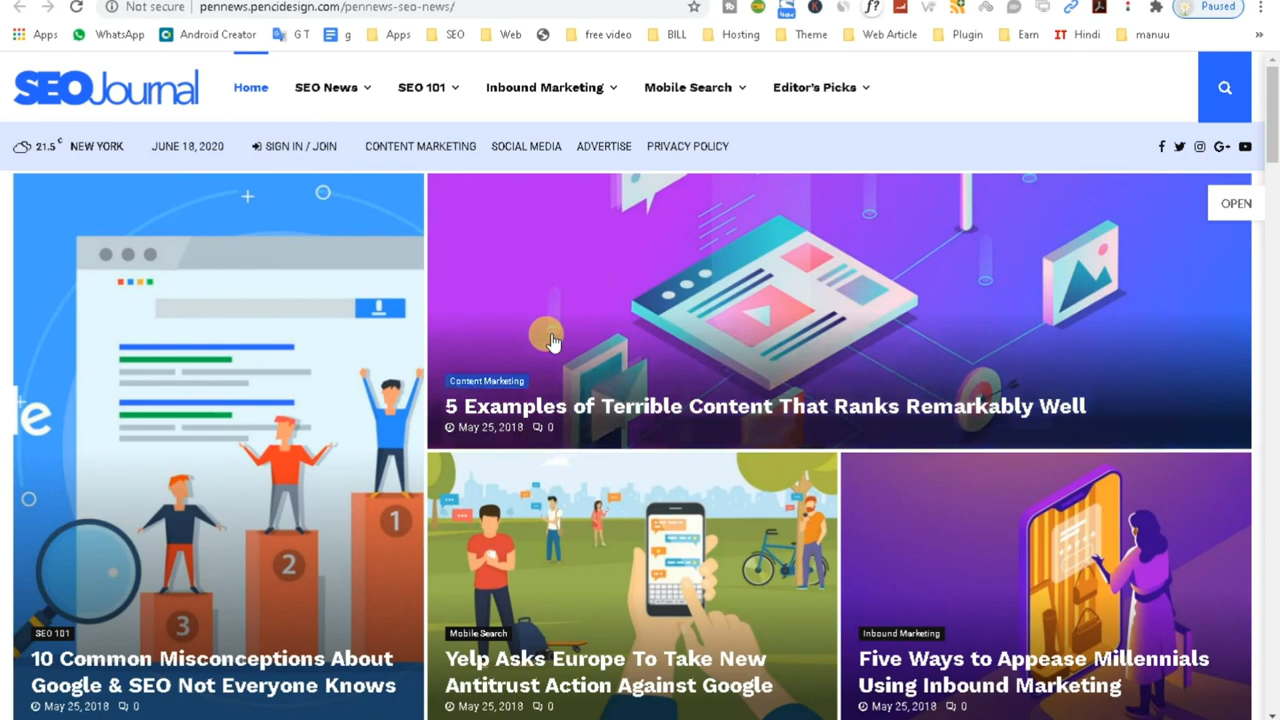 Not secure pennews.pencidesign.com/pennews-seo-news/ Paused
Apps WhatsApp Android Creator G T g Apps SEO Web free video BILL Hosting Theme Web Article Plugin Earn IT Hindi manuu »
SEOJournal Home SEO News SEO 101 Inbound Marketing Mobile Search Editor's Picks
21.5 c NEW YORK JUNE 18, 2020 SIGN IN / JOIN CONTENT MARKETING SOCIAL MEDIA ADVERTISE PRIVACY POLICY
OPEN
Content Marketing
5 Examples of Terrible Content That Ranks Remarkably Well
May 25, 2018 0
1
2
3
SEO 101
10 Common Misconceptions About
Google & SEO Not Everyone Knows
May 25, 2018 0
Mobile Search
Yelp Asks Europe To Take New
Antitrust Action Against Google
May 25, 2018 0
Inbound Marketing
Five Ways to Appease Millennials
Using Inbound Marketing
May 25, 2018 0